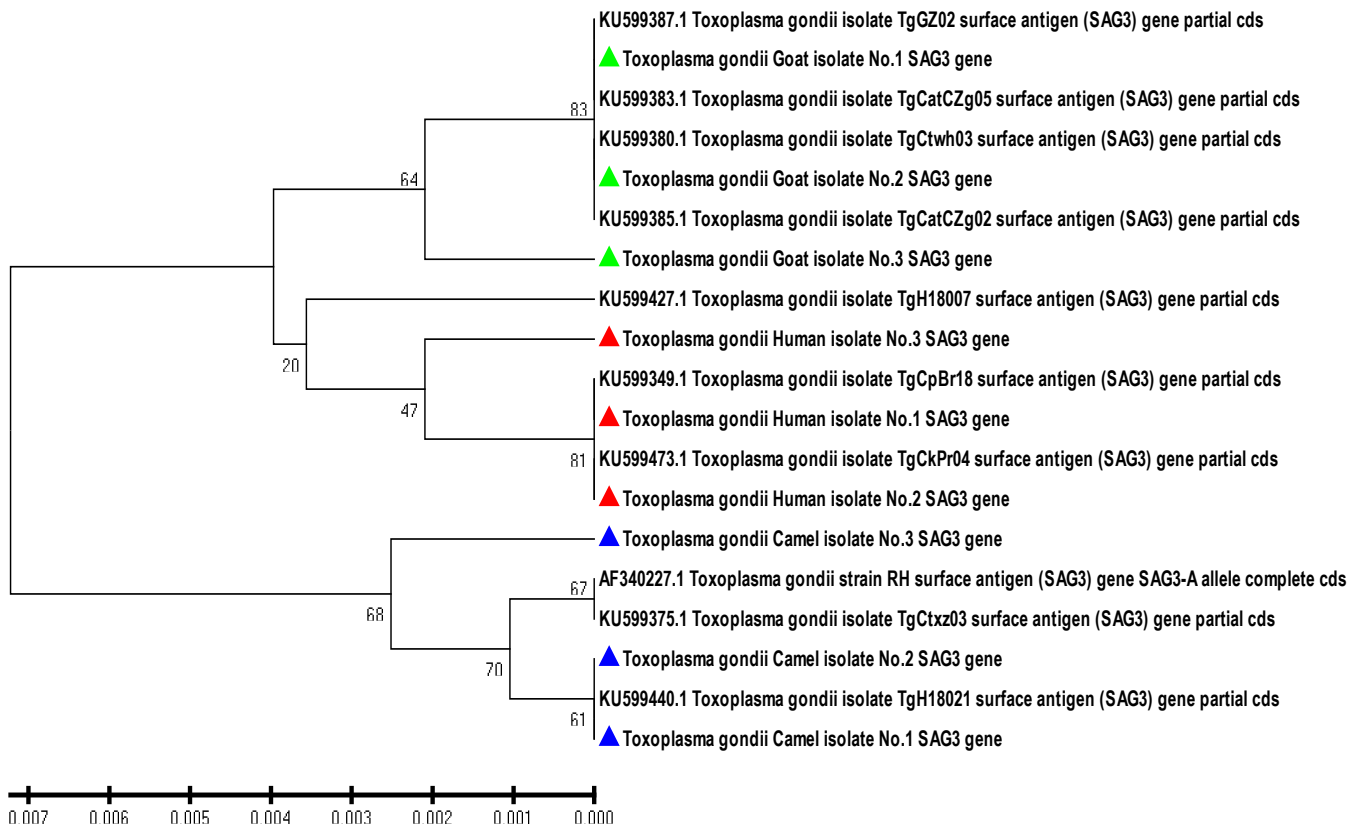 KU599387.1 Toxoplasma gondii isolate TgGZ02 surface antigen (SAG3) gene partial cds
Toxoplasma gondii Goat isolate No.1 SAG3 gene
KU599383.1 Toxoplasma gondii isolate TgCatCZg05 surface antigen (SAG3) gene partial cds
83
KU599380.1 Toxoplasma gondii isolate TgCtwh03 surface antigen (SAG3) gene partial cds
64
Toxoplasma gondii Goat isolate No.2 SAG3 gene
KU599385.1 Toxoplasma gondii isolate TgCatCZg02 surface antigen (SAG3) gene partial cds
Toxoplasma gondii Goat isolate No.3 SAG3 gene
KU599427.1 Toxoplasma gondii isolate TgH18007 surface antigen (SAG3) gene partial cds
Toxoplasma gondii Human isolate No.3 SAG3 gene
20
KU599349.1 Toxoplasma gondii isolate TgCpBr18 surface antigen (SAG3) gene partial cds
47
Toxoplasma gondii Human isolate No.1 SAG3 gene
81
KU599473.1 Toxoplasma gondii isolate TgCkPr04 surface antigen (SAG3) gene partial cds
Toxoplasma gondii Human isolate No.2 SAG3 gene
Toxoplasma gondii Camel isolate No.3 SAG3 gene
AF340227.1 Toxoplasma gondii strain RH surface antigen (SAG3) gene SAG3-A allele complete cds
67
68
KU599375.1 Toxoplasma gondii isolate TgCtxz03 surface antigen (SAG3) gene partial cds
Toxoplasma gondii Camel isolate No.2 SAG3 gene
70
KU599440.1 Toxoplasma gondii isolate TgH18021 surface antigen (SAG3) gene partial cds
61
Toxoplasma gondii Camel isolate No.1 SAG3 gene
0.007 0.006 0.005 0.004 0.003 0.002 0.001 0.000